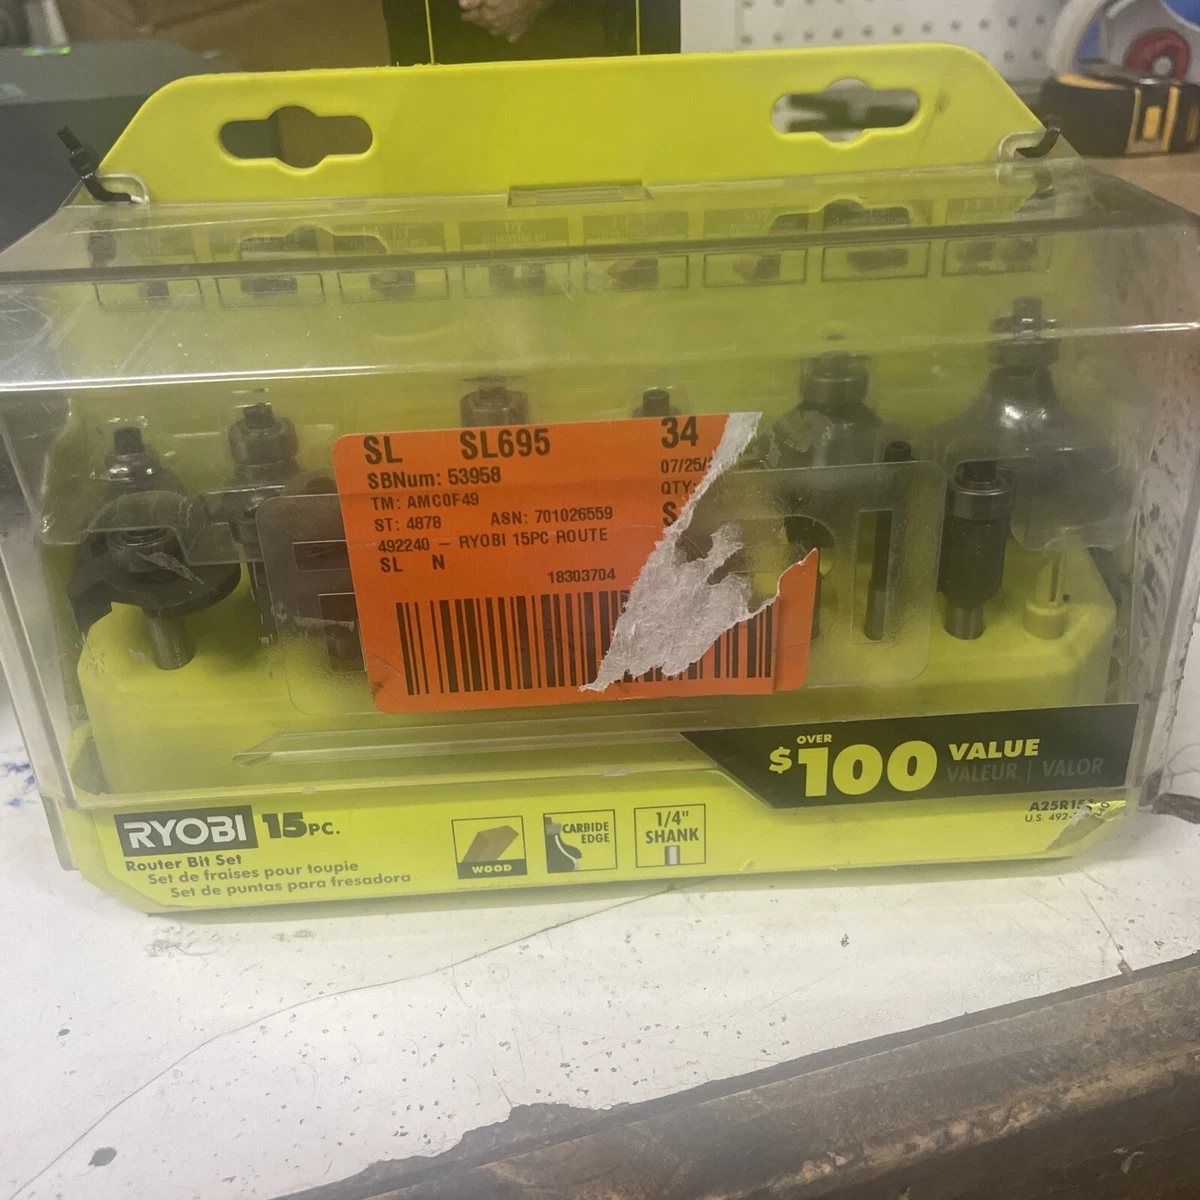 SL SL695 34
SBNum: 53958 07/25/
TM: AMC0F49 QTY:
ST: 4878 ASN: 701026559 S
492240 - RYOBI 15PC ROUTE
SL N
18303704
OVER
$100 VALUE
VALEUR | VALOR
RYOBI 15PC.
Router Bit Set
Set de fraises pour toupie
Set de puntas para fresadora
WOOD
CARBIDE
EDGE
1/4"
SHANK
A25R15
U.S. 492-